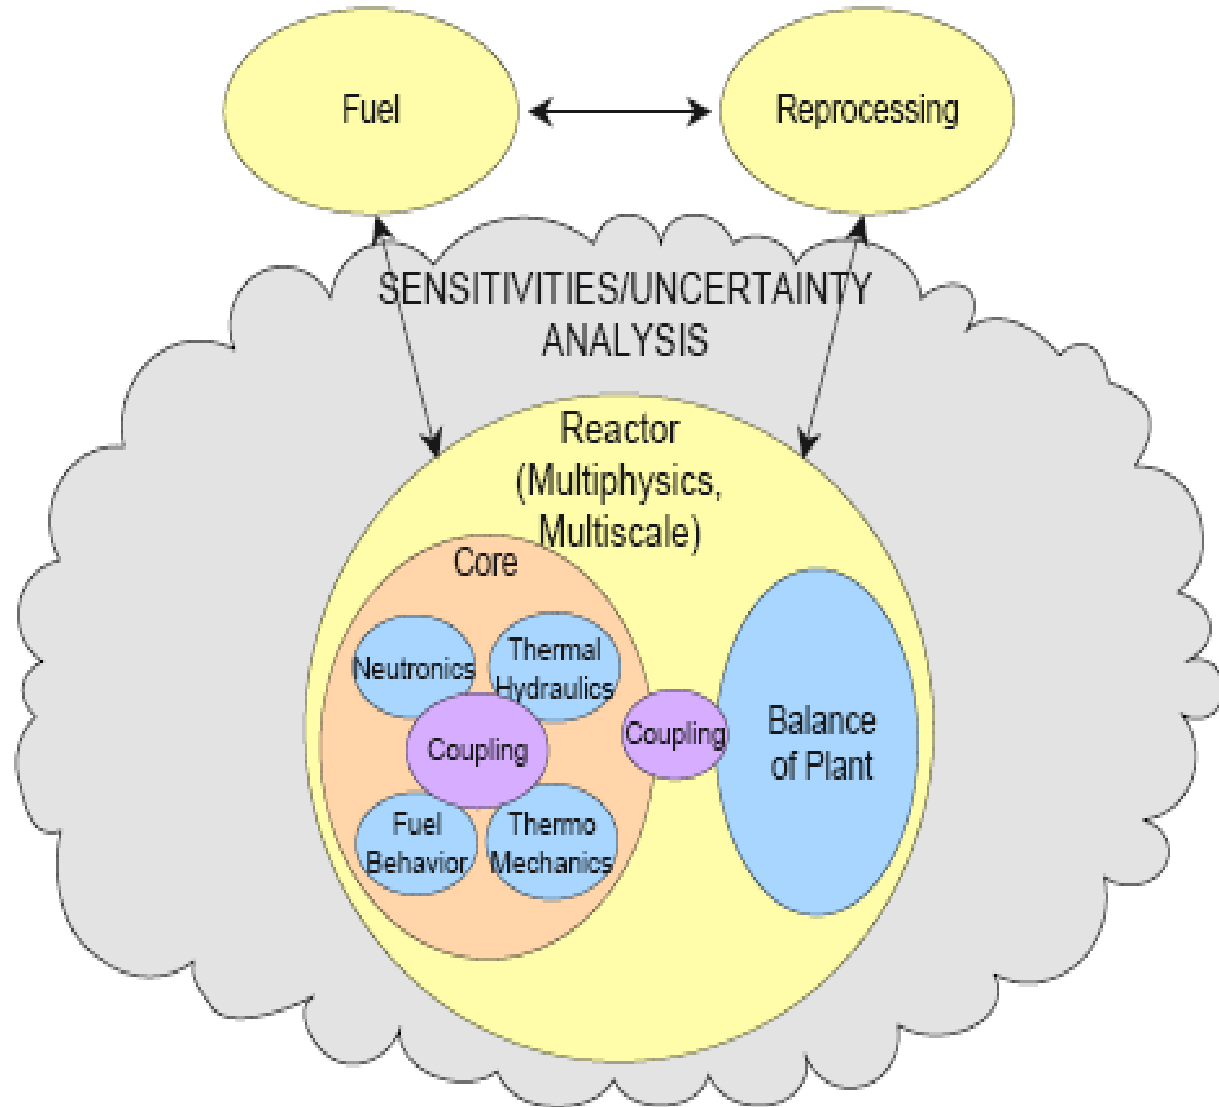 Fuel
Reprocessing
SENSITIVITIES/UNCERTAINTY
ANALYSIS
Reactor
(Multiphysics,
Multiscale)
Core
Neutronics
Thermal
Hydraulics
Coupling
Fuel
Behavior
Thermo
Mechanics
Coupling
Balance
of Plant